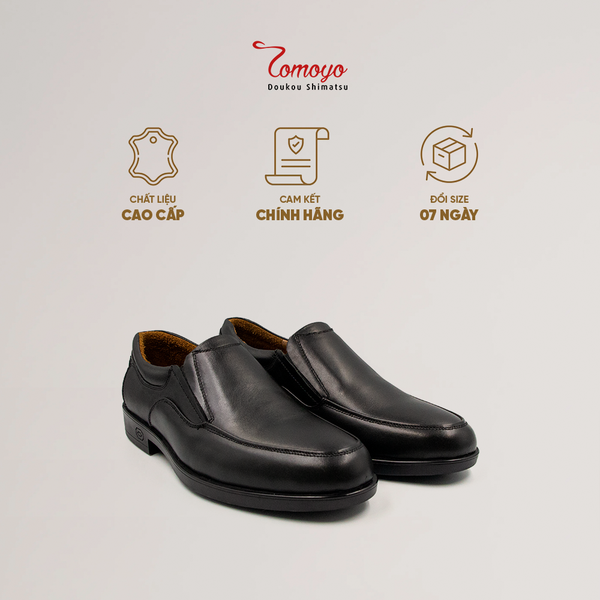 Tomoyo
Doukou Shimatsu
CHẤT LIỆU
CAO CẤP
CAM KẾT
CHÍNH HÃNG
ĐỔI SIZE
07 NGÀY